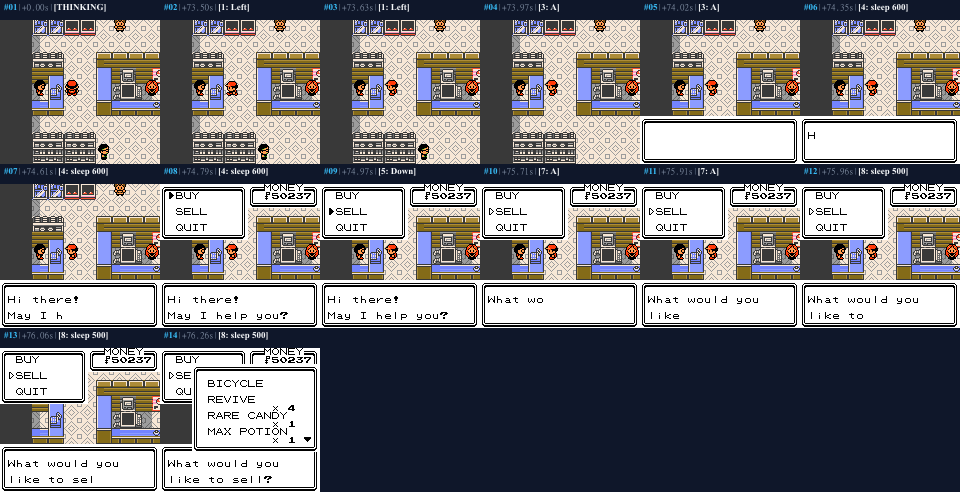 #01|+0.00s|[THINKING]
#02|+73.50s|[1: Left]
#03|+73.63s|[1: Left]
#04|+73.97s|[3: A]
#05|+74.02s|[3: A]
#06|+74.35s|[4: sleep 600]
H
#07|+74.61s|[4: sleep 600]
Hi there!
May I h
#08|+74.79s|[4: sleep 600]
▶BUY
SELL
QUIT
MONEY
₽50237
Hi there!
May I help you?
#09|+74.97s|[5: Down]
BUY
▶SELL
QUIT
MONEY
₽50237
Hi there!
May I help you?
#10|+75.71s|[7: A]
BUY
▷SELL
QUIT
MONEY
₽50237
What wo
#11|+75.91s|[7: A]
BUY
▷SELL
QUIT
MONEY
₽50237
What would you
like
#12|+75.96s|[8: sleep 500]
BUY
▷SELL
QUIT
MONEY
₽50237
What would you
like to
#13|+76.06s|[8: sleep 500]
BUY
▷SELL
QUIT
MONEY
₽50237
What would you
like to sel
#14|+76.26s|[8: sleep 500]
BUY
▷SE
QU
MONEY
₽50237
BICYCLE
REVIVE
× 4
RARE CANDY
× 1
MAX POTION
× 1 ▼
What would you
like to sell?